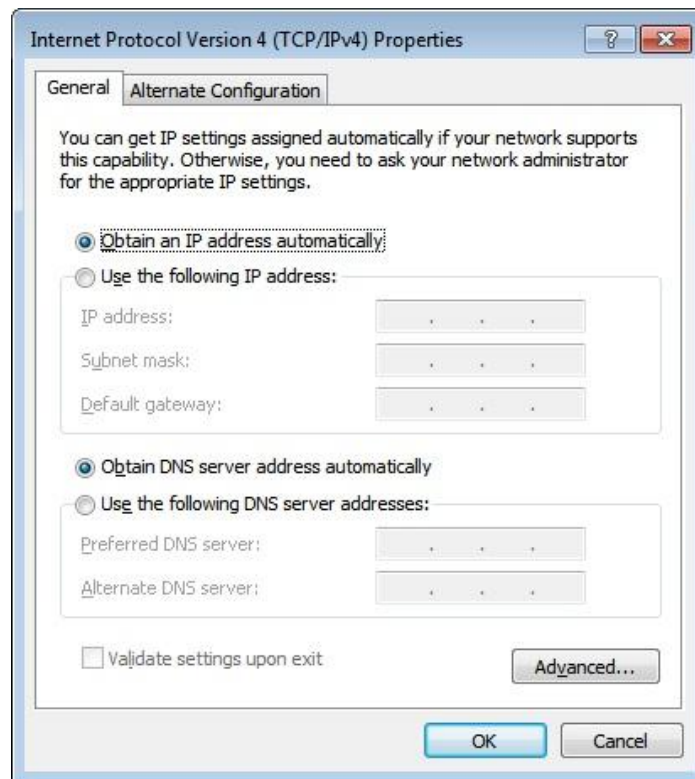 Internet Protocol Version 4 (TCP/IPv4) Properties
General
Alternate Configuration
You can get IP settings assigned automatically if your network supports
this capability. Otherwise, you need to ask your network administrator
for the appropriate IP settings.
Obtain an IP address automatically
Use the following IP address:
IP address:
Subnet mask:
Default gateway:
Obtain DNS server address automatically
Use the following DNS server addresses:
Preferred DNS server:
Alternate DNS server:
Validate settings upon exit
Advanced...
OK
Cancel